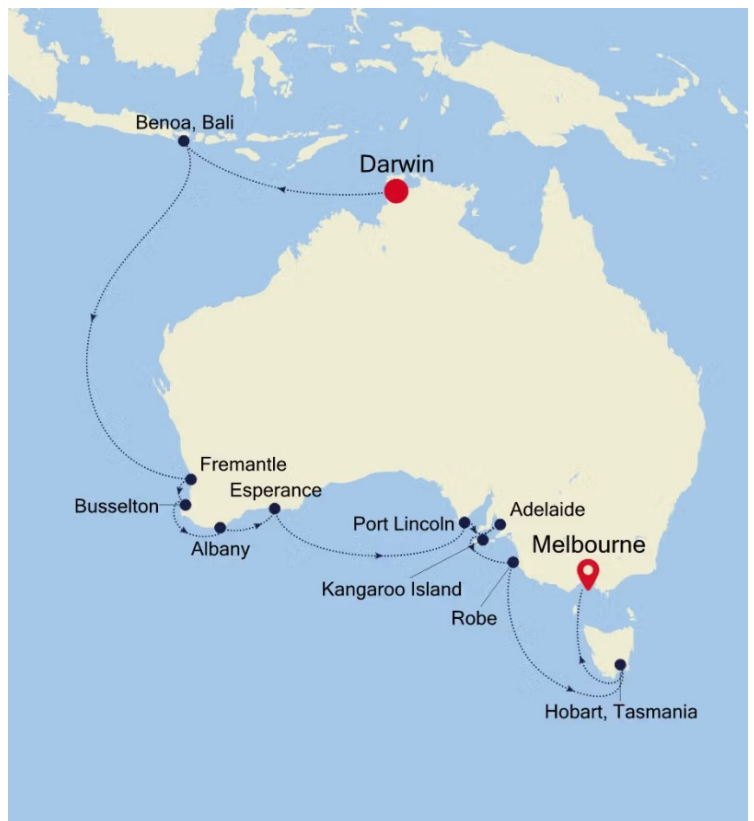 Benoa, Bali
Darwin
Fremantle
Esperance
Busselton
Albany
Port Lincoln
Adelaide
Melbourne
Kangaroo Island
Robe
Hobart, Tasmania